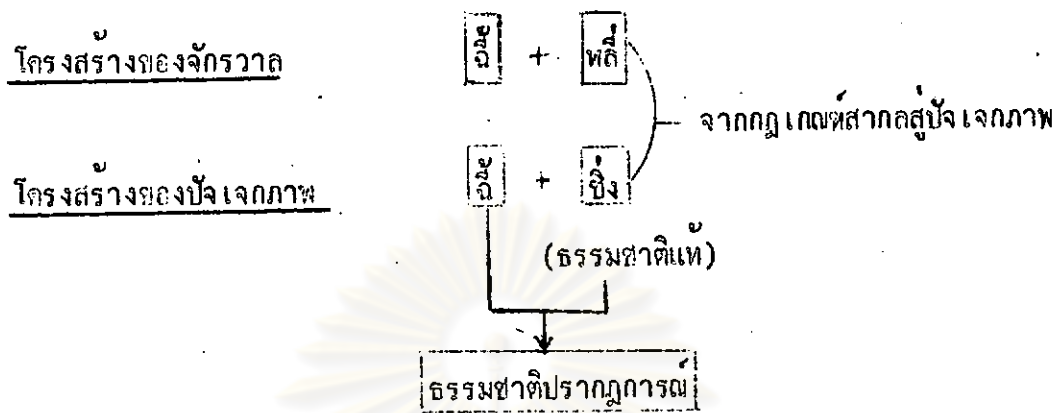 โครงสร้างของจักรวาล ฉี้ + หลี่
จากกฎเกณฑ์สากลสู่ปัจเจกภาพ
โครงสร้างของปัจเจกภาพ ฉี้ + ซิ่ง
(ธรรมชาติแท้)
ธรรมชาติปรากฏการณ์